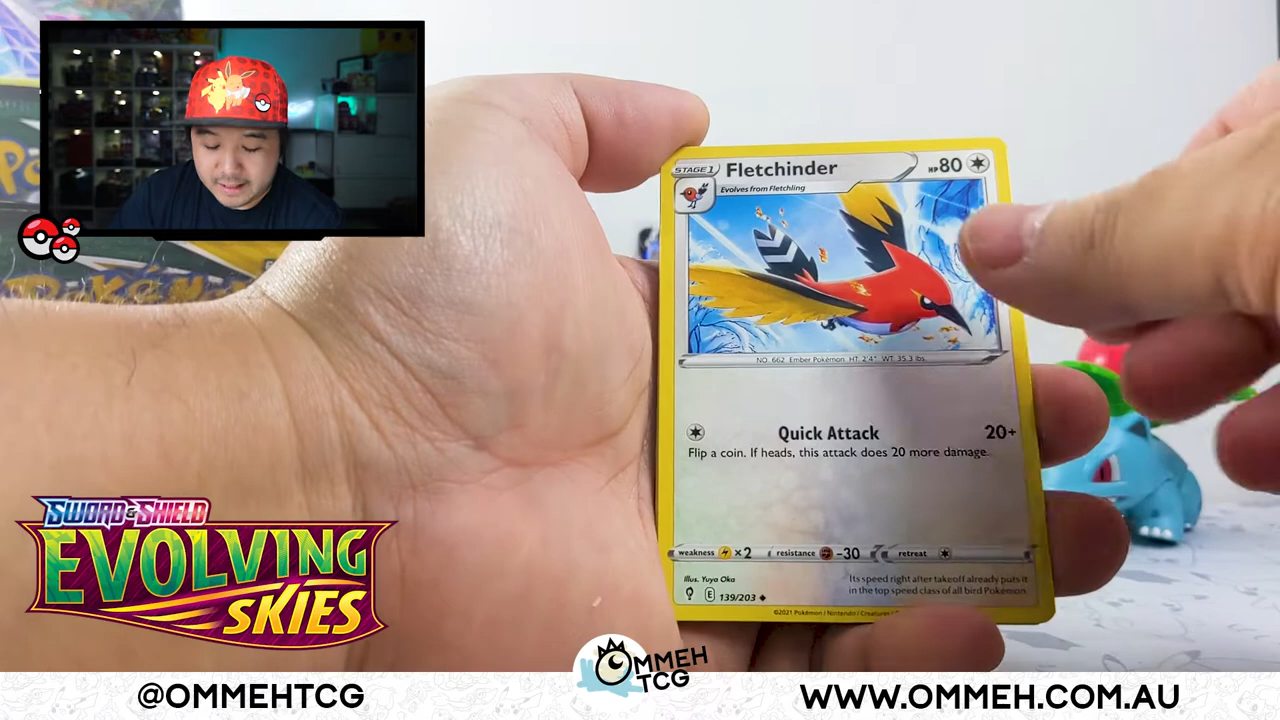 STAGE 1
Fletchinder
HP 80
Evolves from Fletchling
NO. 662 Ember Pokémon HT: 2'4" WT: 35.3 lbs.
Quick Attack 20+
Flip a coin. If heads, this attack does 20 more damage.
weakness ×2 resistance -30 retreat
Illus. Yuya Oka
Its speed right after takeoff already puts it
in the top speed class of all bird Pokémon.
E 139/203
©2021 Pokémon / Nintendo / Creatures /
Pokém
SWORD & SHIELD
EVOLVING
SKIES
@OMMEHTCG
OMMEH
TCG
WWW.OMMEH.COM.AU